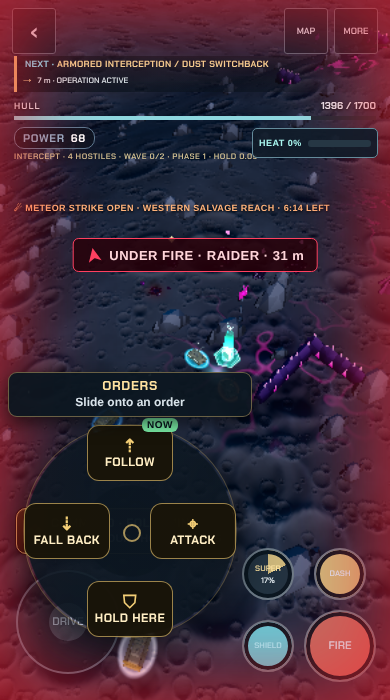 ‹
MAP
MORE
NEXT · ARMORED INTERCEPTION / DUST SWITCHBACK
→ 7 m · OPERATION ACTIVE
HULL
1396 / 1700
POWER 68
HEAT 0%
INTERCEPT · 4 HOSTILES · WAVE 0/2 · PHASE 1 · HOLD 0.0
METEOR STRIKE OPEN · WESTERN SALVAGE REACH · 6:14 LEFT
UNDER FIRE · RAIDER · 31 m
ORDERS
Slide onto an order
NOW
FOLLOW
FALL BACK
ATTACK
HOLD HERE
DRIVE
SUPER
17%
DASH
SHIELD
FIRE